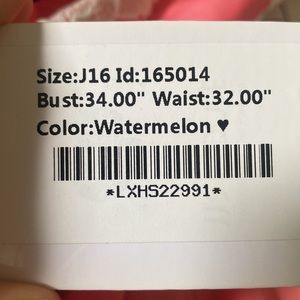 Size:J16 Id:165014
Bust:34.00" Waist:32.00"
Color:Watermelon ♥
*LXHS22991*